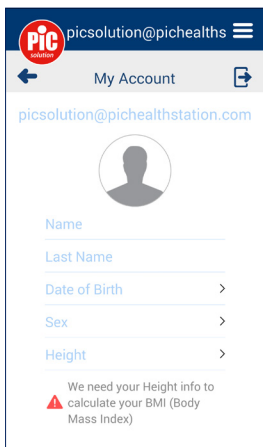 PiC
solution
picsolution@pichealths
My Account
picsolution@pichealthstation.com
Name
Last Name
Date of Birth
Sex
Height
We need your Height info to
calculate your BMI (Body
Mass Index)